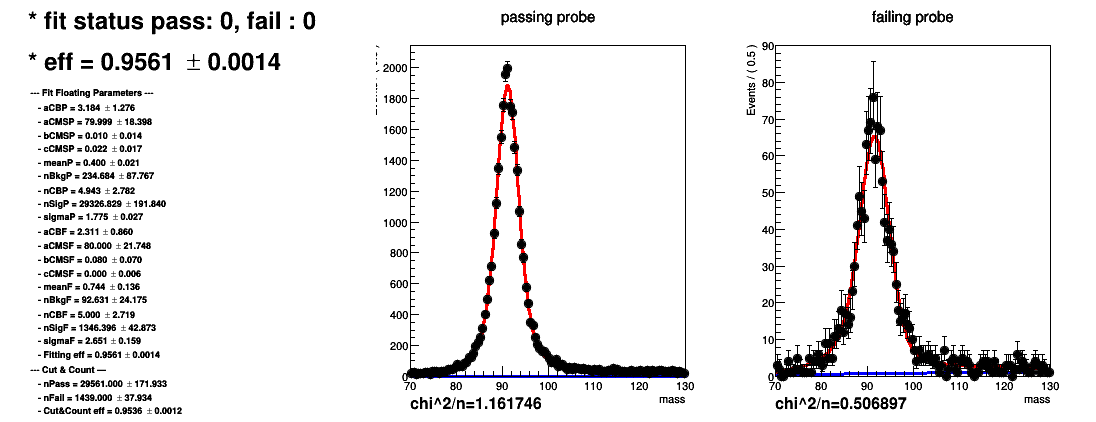 * fit status pass: 0, fail : 0
* eff = 0.9561 ± 0.0014
--- Fit Floating Parameters ---
- aCBP = 3.184 ± 1.276
- aCMSP = 79.999 ± 18.398
- bCMSP = 0.010 ± 0.014
- cCMSP = 0.022 ± 0.017
- meanP = 0.400 ± 0.021
- nBkgP = 234.684 ± 87.767
- nCBP = 4.943 ± 2.782
- nSigP = 29326.829 ± 191.840
- sigmaP = 1.775 ± 0.027
- aCBF = 2.311 ± 0.860
- aCMSF = 80.000 ± 21.748
- bCMSF = 0.080 ± 0.070
- cCMSF = 0.000 ± 0.006
- meanF = 0.744 ± 0.136
- nBkgF = 92.631 ± 24.175
- nCBF = 5.000 ± 2.719
- nSigF = 1346.396 ± 42.873
- sigmaF = 2.651 ± 0.159
- Fitting eff = 0.9561 ± 0.0014
--- Cut & Count ---
- nPass = 29561.000 ± 171.933
- nFail = 1439.000 ± 37.934
- Cut&Count eff = 0.9536 ± 0.0012
passing probe
2000
1800
1600
1400
1200
1000
800
600
400
200
0
70 80 90 100 110 120 130
mass
chi^2/n=1.161746
failing probe
Events / ( 0.5 )
90
80
70
60
50
40
30
20
10
0
70 80 90 100 110 120 130
mass
chi^2/n=0.506897